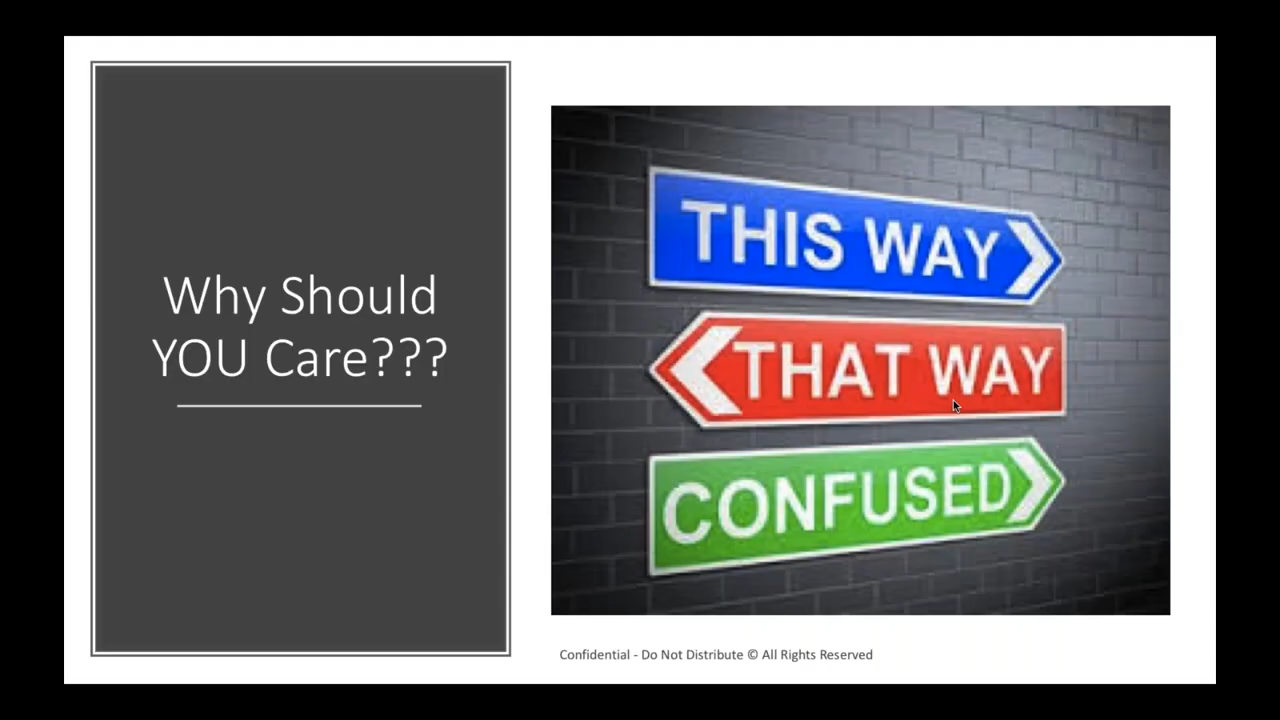 Why Should
YOU Care???
THIS WAY
THAT WAY
CONFUSED
Confidential - Do Not Distribute © All Rights Reserved